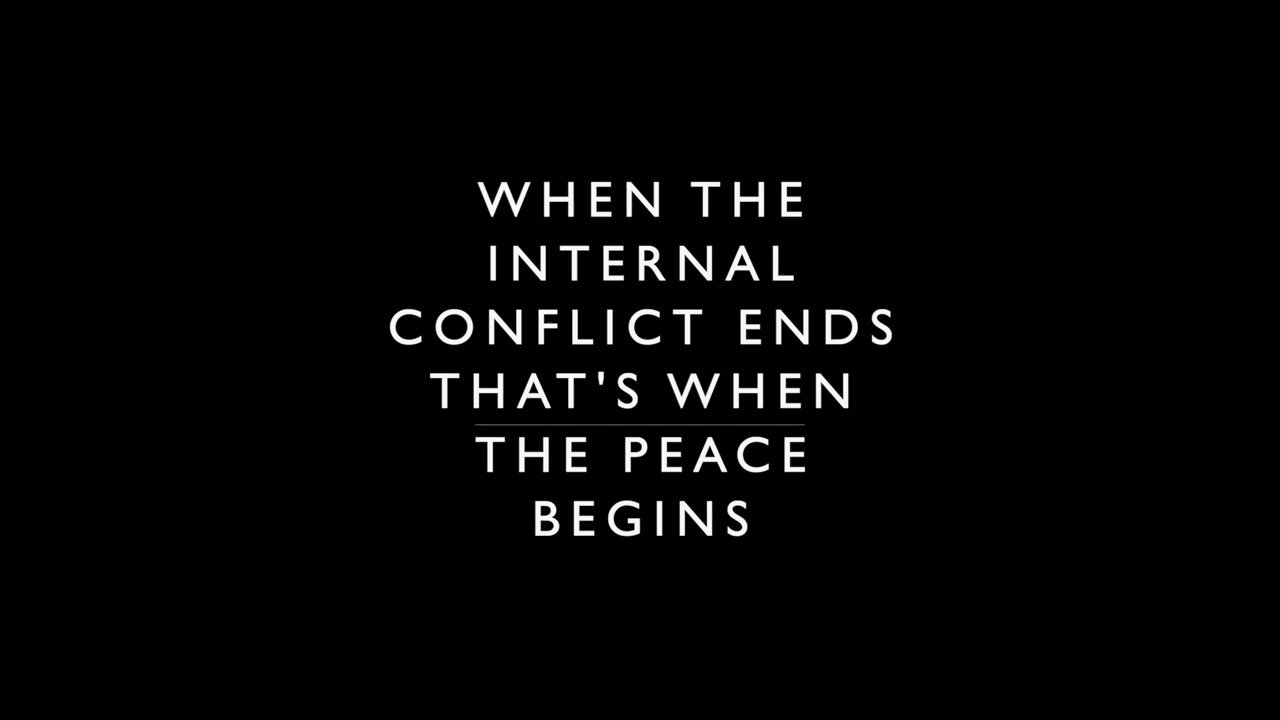 WHEN THE
INTERNAL
CONFLICT ENDS
THAT'S WHEN
THE PEACE
BEGINS